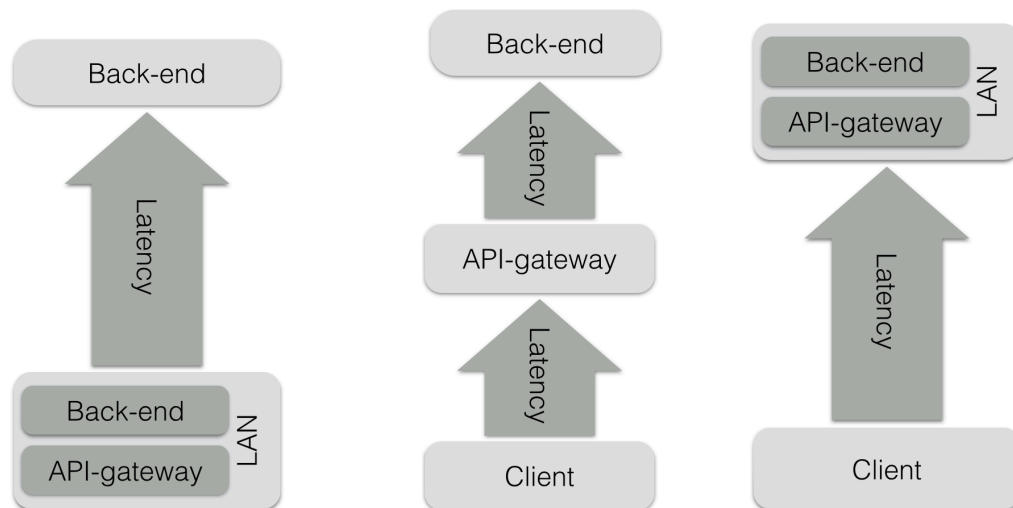 Back-end
Latency
Back-end
API-gateway
LAN
Back-end
Latency
API-gateway
Latency
Client
Back-end
API-gateway
LAN
Latency
Client